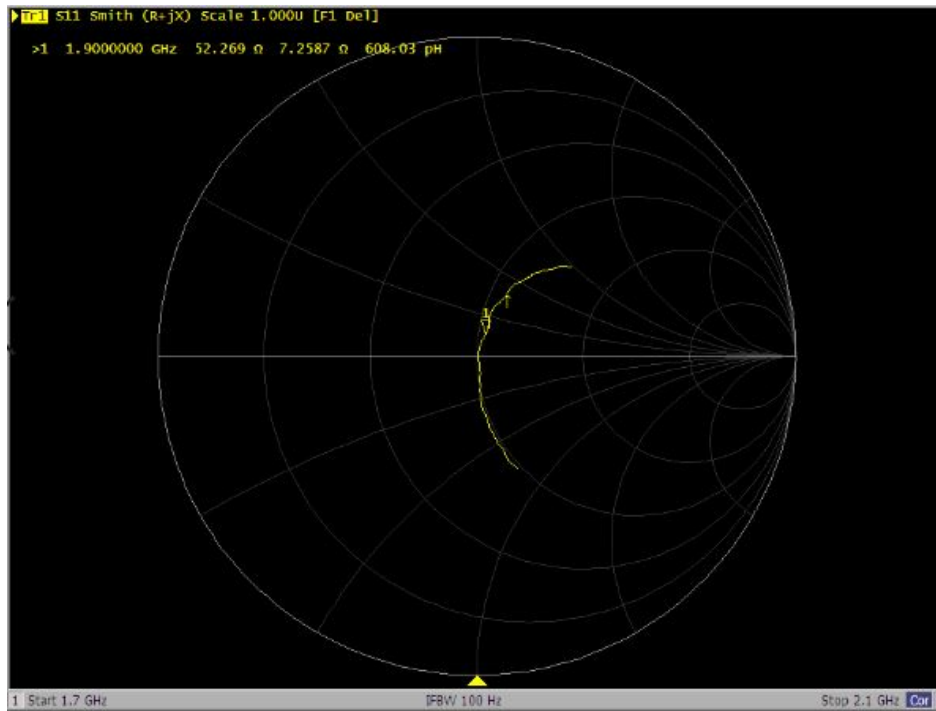 Tr1 S11 Smith (R+jX) Scale 1.000U [F1 Del]
>1 1.9000000 GHz 52.269 Ω 7.2587 Ω 608.03 pH
1
1 Start 1.7 GHz IFBW 100 Hz Stop 2.1 GHz Cor